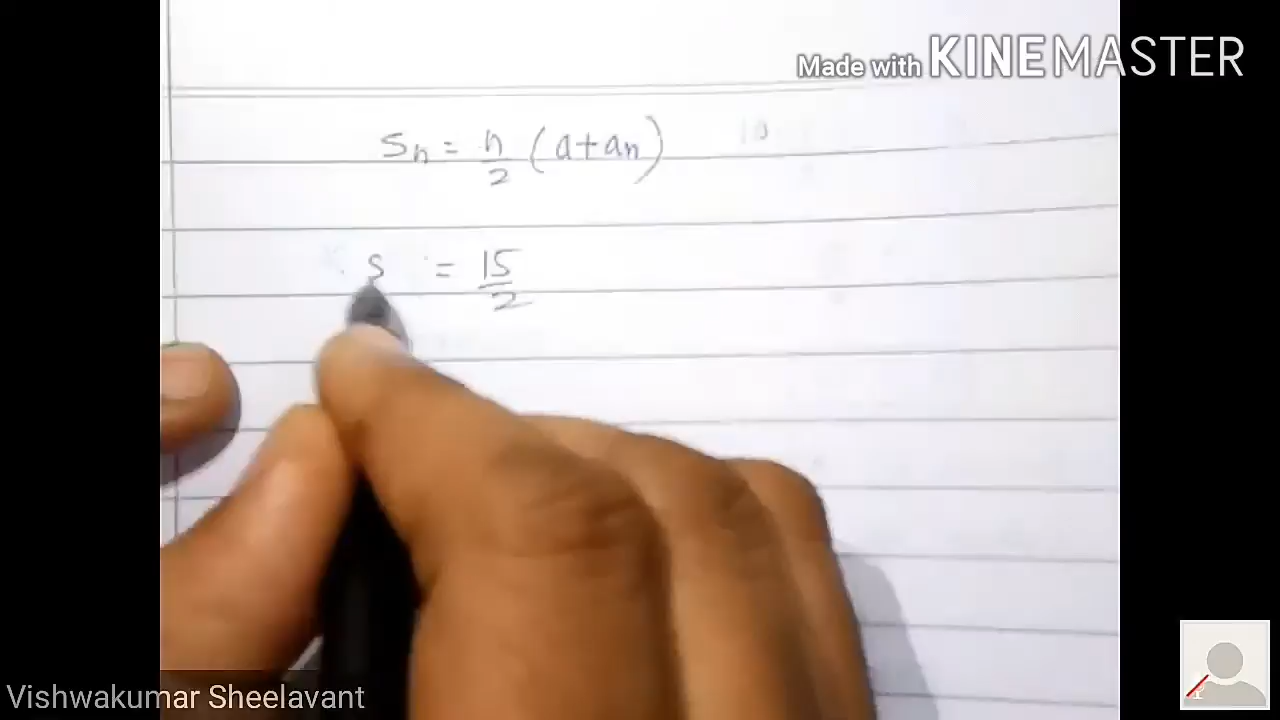 Made with KINEMASTER
Sn = n/2 (a+an)
S = 15/2
Vishwakumar Sheelavant